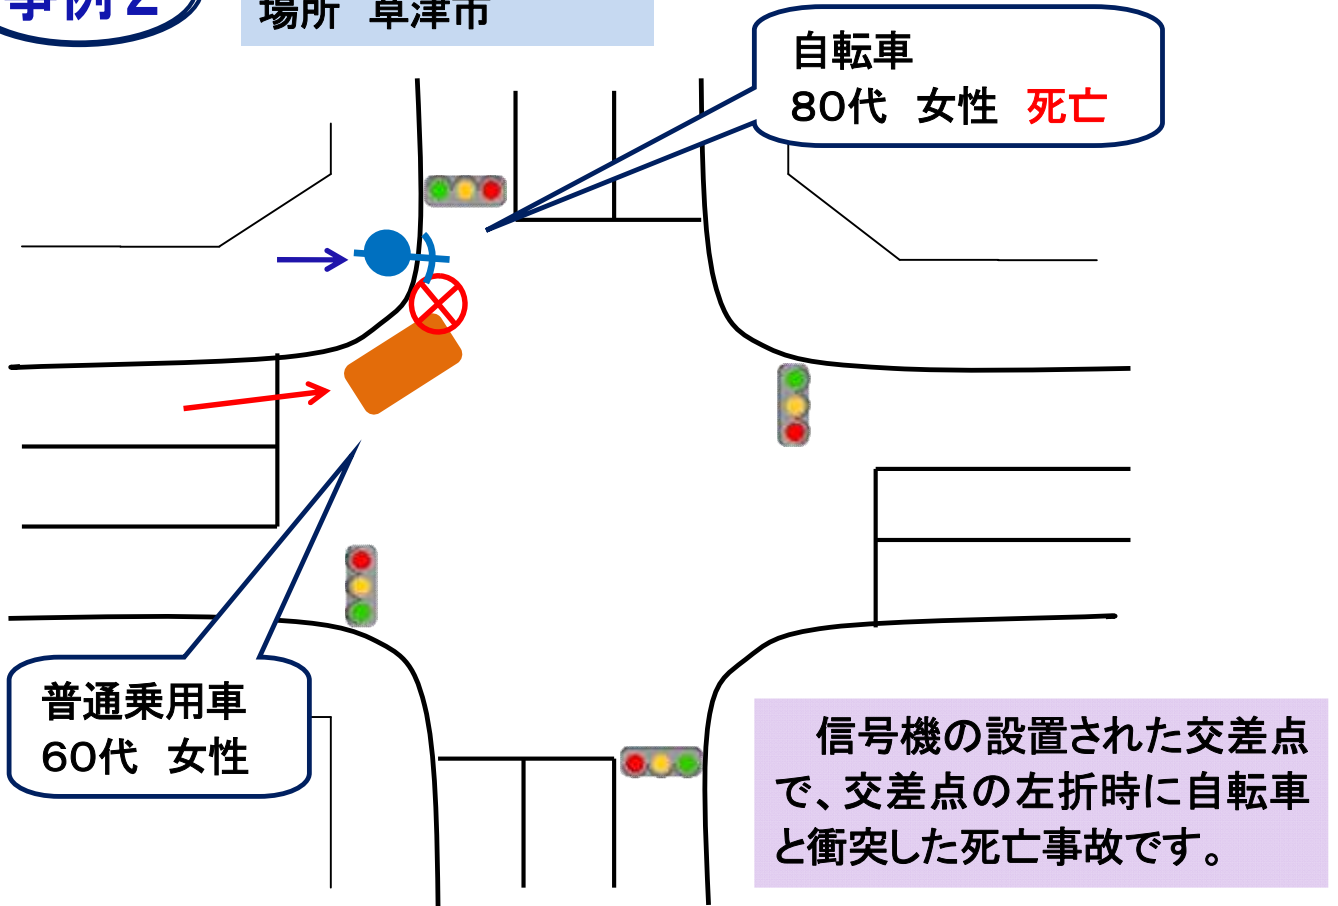 事例2
場所　草津市
自転車
80代　女性　死亡
普通乗用車
60代　女性
信号機の設置された交差点
で、交差点の左折時に自転車
と衝突した死亡事故です。